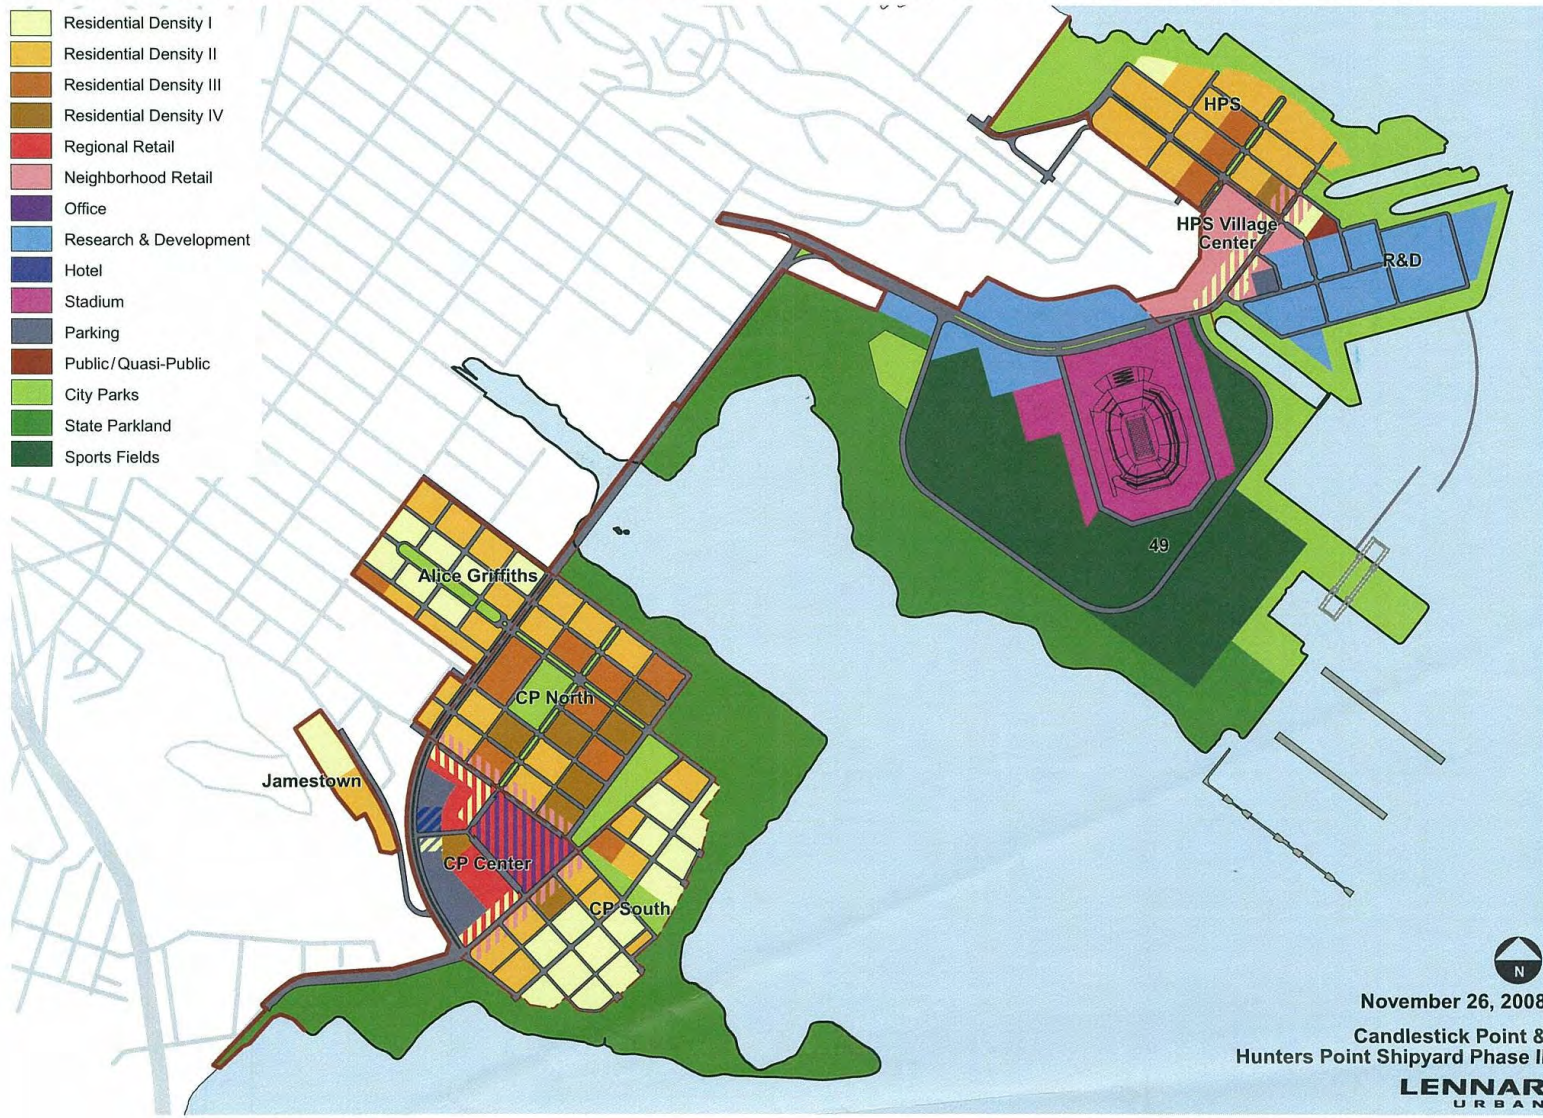 Residential Density I
Residential Density II
Residential Density III
Residential Density IV
Regional Retail
Neighborhood Retail
Office
Research & Development
Hotel
Stadium
Parking
Public/Quasi-Public
City Parks
State Parkland
Sports Fields
HPS
HPS Village
Center
R&D
49
Alice Griffiths
CP North
Jamestown
CP Center
CP South
N
November 26, 2008
Candlestick Point &
Hunters Point Shipyard Phase II
LENNAR
URBAN